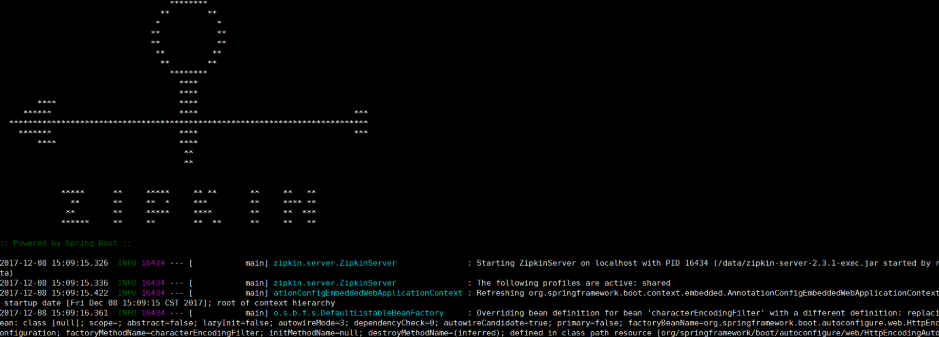 ZIPKIN
:: Powered by Spring Boot ::
2017-12-08 15:09:15.326 INFO 16434 --- [ main] zipkin.server.ZipkinServer : Starting ZipkinServer on localhost with PID 16434 (/data/zipkin-server-2.3.1-exec.jar started by r
ta)
2017-12-08 15:09:15.336 INFO 16434 --- [ main] zipkin.server.ZipkinServer : The following profiles are active: shared
2017-12-08 15:09:15.422 INFO 16434 --- [ main] ationConfigEmbeddedWebApplicationContext : Refreshing org.springframework.boot.context.embedded.AnnotationConfigEmbeddedWebApplicationContext
startup date [Fri Dec 08 15:09:15 CST 2017]; root of context hierarchy
2017-12-08 15:09:16.361 INFO 16434 --- [ main] o.s.b.f.s.DefaultListableBeanFactory : Overriding bean definition for bean 'characterEncodingFilter' with a different definition: replaci
ean: class [null]; scope=; abstract=false; lazyInit=false; autowireMode=3; dependencyCheck=0; autowireCandidate=true; primary=false; factoryBeanName=org.springframework.boot.autoconfigure.web.HttpEnc
onfiguration; factoryMethodName=characterEncodingFilter; initMethodName=null; destroyMethodName=(inferred); defined in class path resource [org/springframework/boot/autoconfigure/web/HttpEncodingAuto